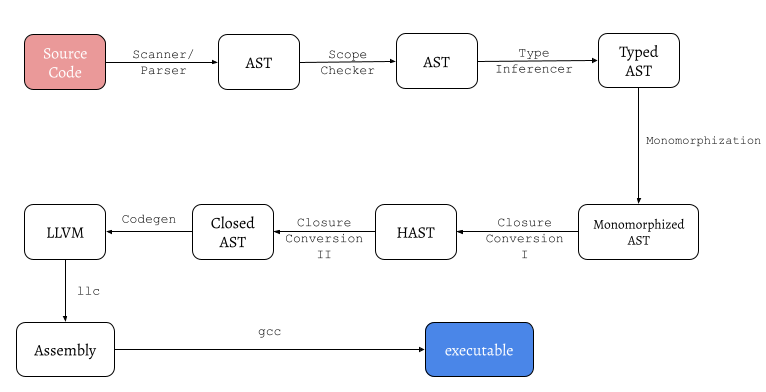 Source
Code
Scanner/
Parser
AST
Scope
Checker
AST
Type
Inferencer
Typed
AST
Monomorphization
Monomorphized
AST
Closure
Conversion
I
HAST
Closure
Conversion
II
Closed
AST
Codegen
LLVM
llc
Assembly
gcc
executable